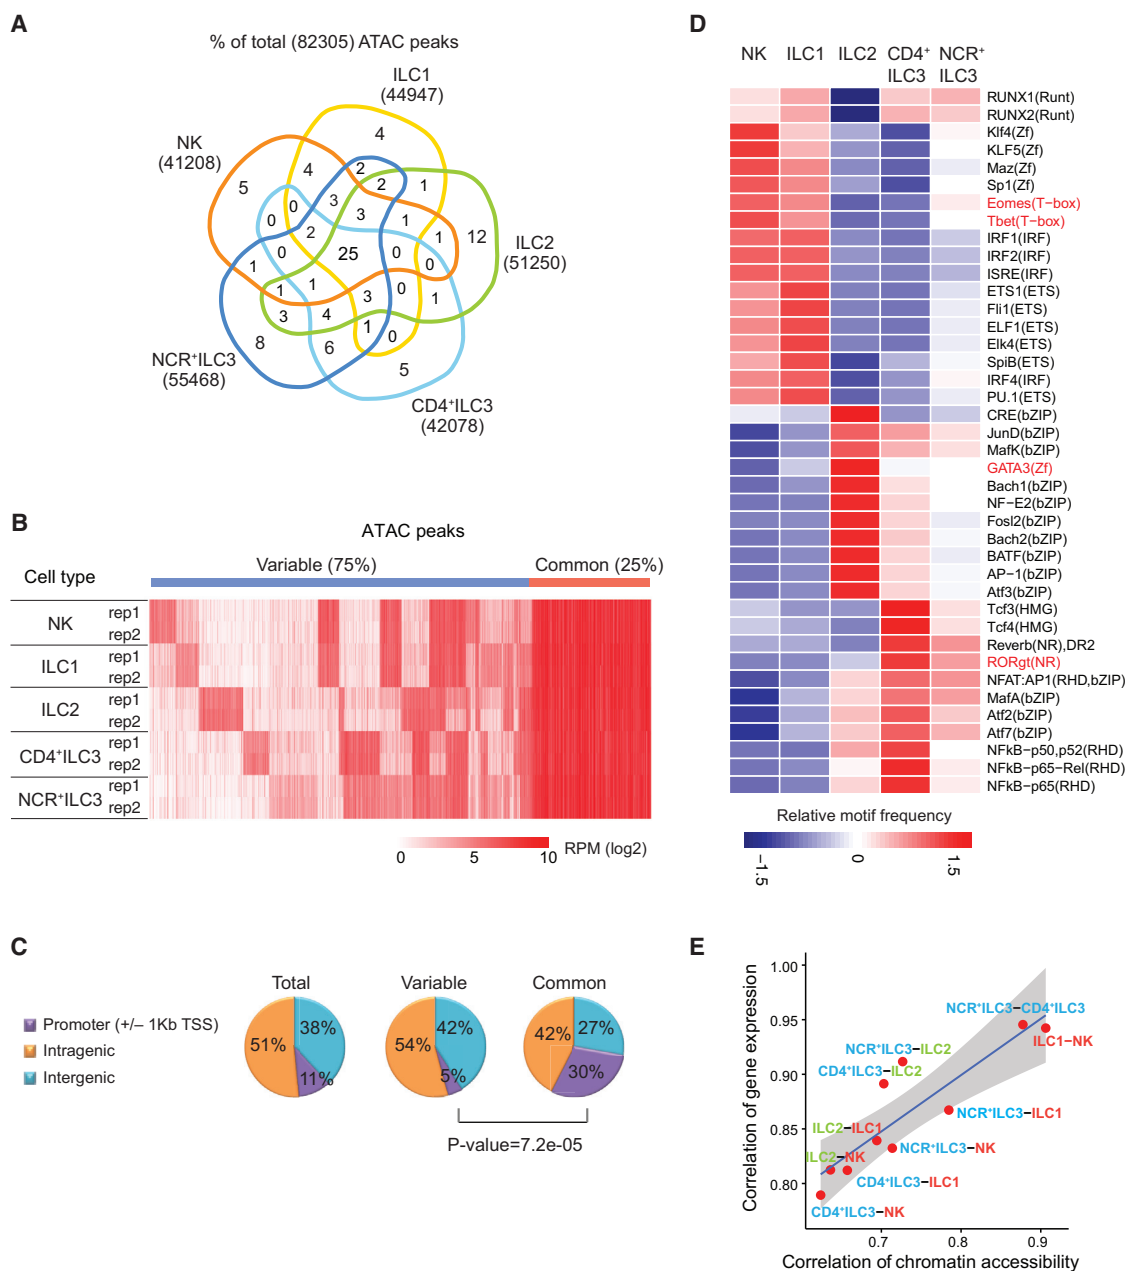 A
% of total (82305) ATAC peaks
ILC1
(44947)
NK
(41208)
ILC2
(51250)
NCR+ILC3
(55468)
CD4+ILC3
(42078)
4
5
4
2
2
1
0
3
3
1
12
0
2
1
0
25
0
0
1
1
1
3
0
1
3
4
1
0
8
6
5
B
ATAC peaks
Variable (75%)
Common (25%)
Cell type
NK
rep1
rep2
ILC1
rep1
rep2
ILC2
rep1
rep2
CD4+ILC3
rep1
rep2
NCR+ILC3
rep1
rep2
0
5
10
RPM (log2)
C
Total
Variable
Common
Promoter (+/− 1Kb TSS)
Intragenic
Intergenic
51%
38%
11%
54%
42%
5%
42%
27%
30%
P-value=7.2e-05
D
NK
ILC1
ILC2
CD4+
ILC3
NCR+
ILC3
RUNX1(Runt)
RUNX2(Runt)
Klf4(Zf)
KLF5(Zf)
Maz(Zf)
Sp1(Zf)
Eomes(T−box)
Tbet(T−box)
IRF1(IRF)
IRF2(IRF)
ISRE(IRF)
ETS1(ETS)
Fli1(ETS)
ELF1(ETS)
Elk4(ETS)
SpiB(ETS)
IRF4(IRF)
PU.1(ETS)
CRE(bZIP)
JunD(bZIP)
MafK(bZIP)
GATA3(Zf)
Bach1(bZIP)
NF−E2(bZIP)
Fosl2(bZIP)
Bach2(bZIP)
BATF(bZIP)
AP−1(bZIP)
Atf3(bZIP)
Tcf3(HMG)
Tcf4(HMG)
Reverb(NR),DR2
RORgt(NR)
NFAT:AP1(RHD,bZIP)
MafA(bZIP)
Atf2(bZIP)
Atf7(bZIP)
NFkB−p50,p52(RHD)
NFkB−p65−Rel(RHD)
NFkB−p65(RHD)
Relative motif frequency
−1.5
0
1.5
E
Correlation of gene expression
1.00
0.95
0.90
0.85
0.80
NCR+ILC3−CD4+ILC3
ILC1−NK
NCR+ILC3−ILC2
CD4+ILC3−ILC2
NCR+ILC3−ILC1
ILC2−ILC1
NCR+ILC3−NK
ILC2−NK
CD4+ILC3−ILC1
CD4+ILC3−NK
0.7
0.8
0.9
Correlation of chromatin accessibility